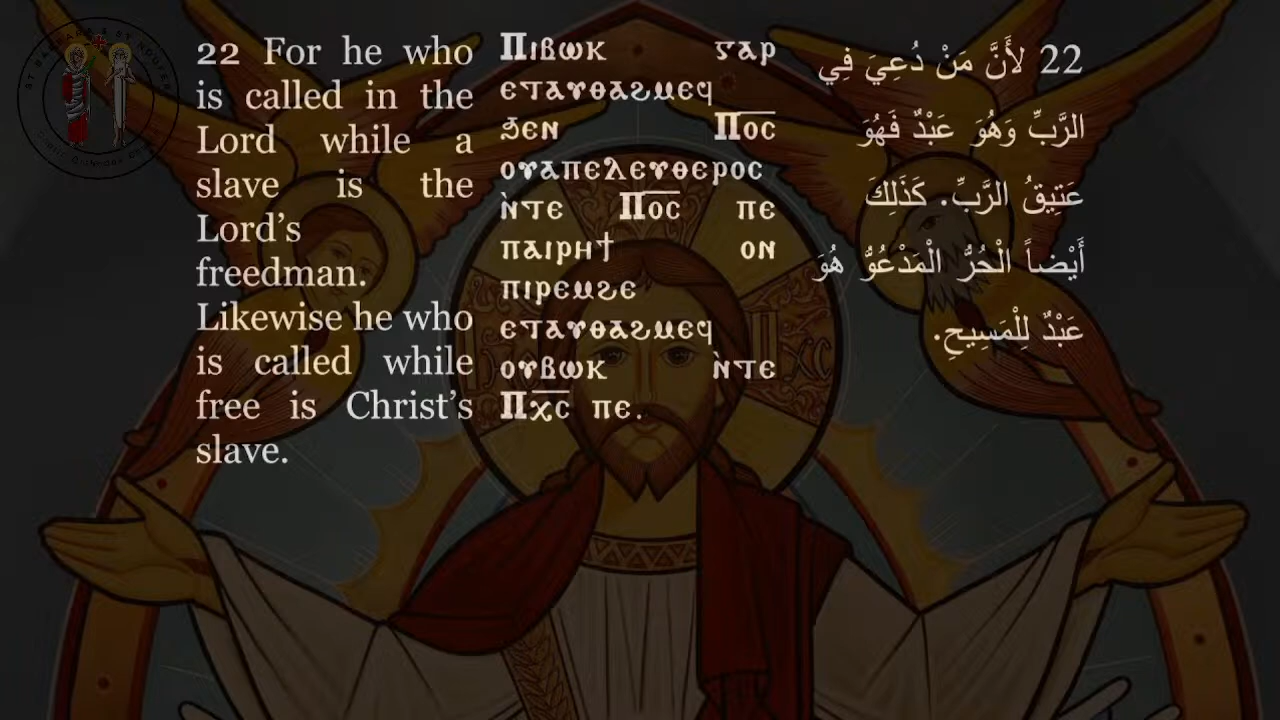 22 For he who
is called in the
Lord while a
slave is the
Lord’s
freedman.
Likewise he who
is called while
free is Christ’s
slave.
Ⲡⲓⲃⲱⲕ ⲅⲁⲣ
ⲉⲧⲁⲩⲑⲁϩⲙⲉϥ
ϧⲉⲛ Ⲡⲟ̅ⲥ̅
ⲟⲩⲁⲡⲉⲗⲉⲩⲑⲉⲣⲟⲥ
ⲛ̀ⲧⲉ Ⲡⲟ̅ⲥ̅ ⲡⲉ
ⲡⲁⲓⲣⲏϯ ⲟⲛ
ⲡⲓⲣⲉⲙϩⲉ
ⲉⲧⲁⲩⲑⲁϩⲙⲉϥ
ⲟⲩⲃⲱⲕ ⲛ̀ⲧⲉ
Ⲡⲭ̅ⲥ̅ ⲡⲉ.
22 لأَنَّ مَنْ دُعِيَ فِي
الرَّبِّ وَهُوَ عَبْدٌ فَهُوَ
عَتِيقُ الرَّبِّ. كَذَلِكَ
أَيْضاً الْحُرُّ الْمَدْعُوُّ هُوَ
عَبْدٌ لِلْمَسِيحِ.